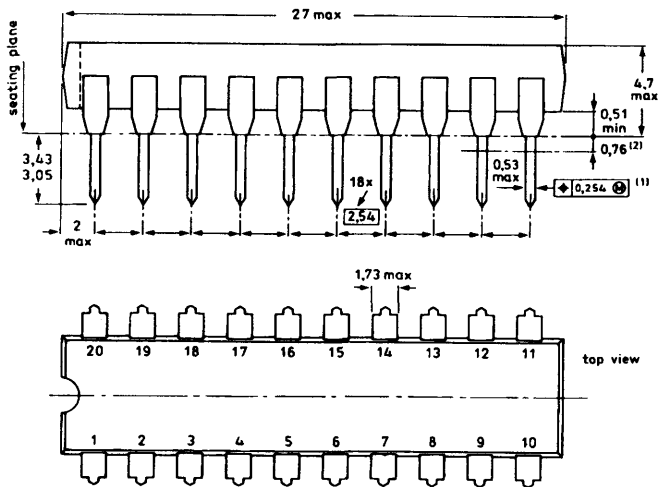 27 max
seating plane
4,7
max
0,51
min
0,76 (2)
3,43
3,05
0,53
max
0,254 Ⓜ (1)
18x
2,54
2
max
1,73 max
20 19 18 17 16 15 14 13 12 11
top view
1 2 3 4 5 6 7 8 9 10